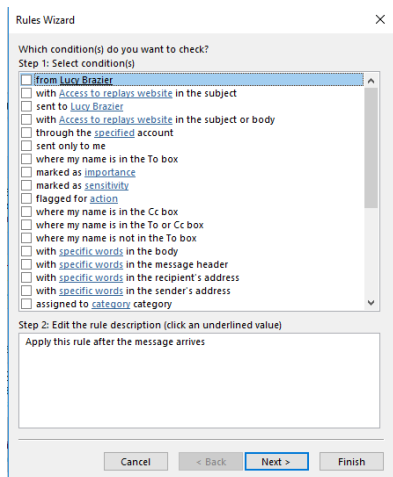 Rules Wizard
Which condition(s) do you want to check?
Step 1: Select condition(s)
from Lucy Brazier
with Access to replays website in the subject
sent to Lucy Brazier
with Access to replays website in the subject or body
through the specified account
sent only to me
where my name is in the To box
marked as importance
marked as sensitivity
flagged for action
where my name is in the Cc box
where my name is in the To or Cc box
where my name is not in the To box
with specific words in the body
with specific words in the message header
with specific words in the recipient's address
with specific words in the sender's address
assigned to category category
Step 2: Edit the rule description (click an underlined value)
Apply this rule after the message arrives
Cancel < Back Next > Finish